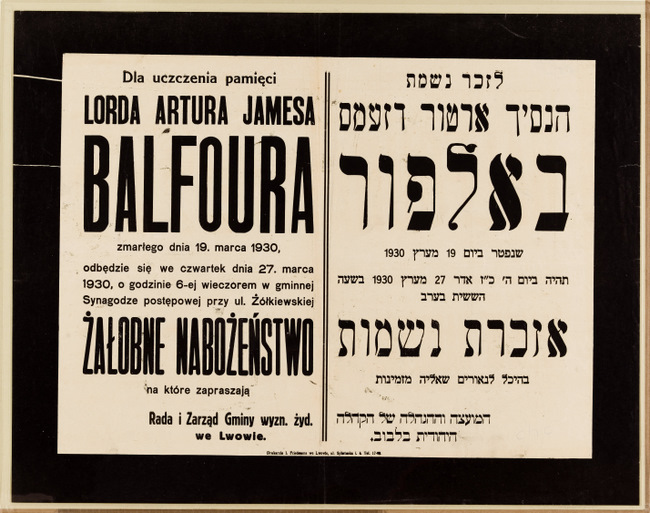 Dla uczczenia pamięci
LORDA ARTURA JAMESA
BALFOURA
zmarłego dnia 19. marca 1930,
odbędzie się we czwartek dnia 27. marca
1930, o godzinie 6-ej wieczorem w gminnej
Synagodze postępowej przy ul. Żółkiewskiej
ŻAŁOBNE NABOŻEŃSTWO
na które zapraszają
Rada i Zarząd Gminy wyzn. żyd.
we Lwowie.
לזכר נשמת
הנסיך ארטור דזעמס
באלפור
שנפטר ביום 19 מערץ 1930
תהיה ביום ה׳ כ״ז אדר 27 מערץ 1930 בשעה
הששית בערב
אזכרת נשמות
בהיכל לנאורים שאליה מזמינות
המועצה וההנהלה של הקהלה
היהודית בלבוב.